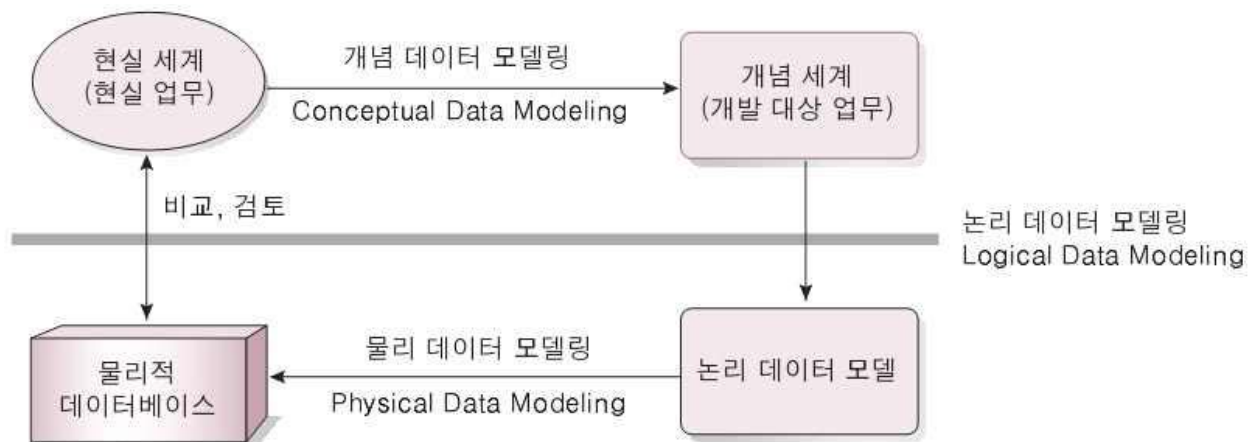 현실 세계
(현실 업무)
개념 데이터 모델링
Conceptual Data Modeling
개념 세계
(개발 대상 업무)
비교, 검토
논리 데이터 모델링
Logical Data Modeling
물리적
데이터베이스
물리 데이터 모델링
Physical Data Modeling
논리 데이터 모델